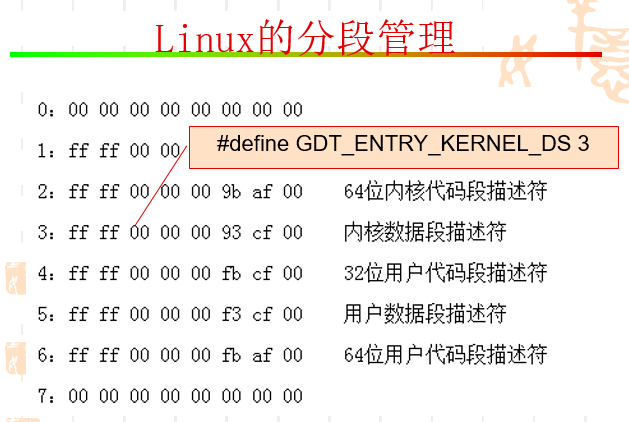 Linux的分段管理
0: 00 00 00 00 00 00 00 00
1: ff ff 00 00
#define GDT_ENTRY_KERNEL_DS 3
2: ff ff 00 00 00 9b af 00 64位内核代码段描述符
3: ff ff 00 00 00 93 cf 00 内核数据段描述符
4: ff ff 00 00 00 fb cf 00 32位用户代码段描述符
5: ff ff 00 00 00 f3 cf 00 用户数据段描述符
6: ff ff 00 00 00 fb af 00 64位用户代码段描述符
7: 00 00 00 00 00 00 00 00